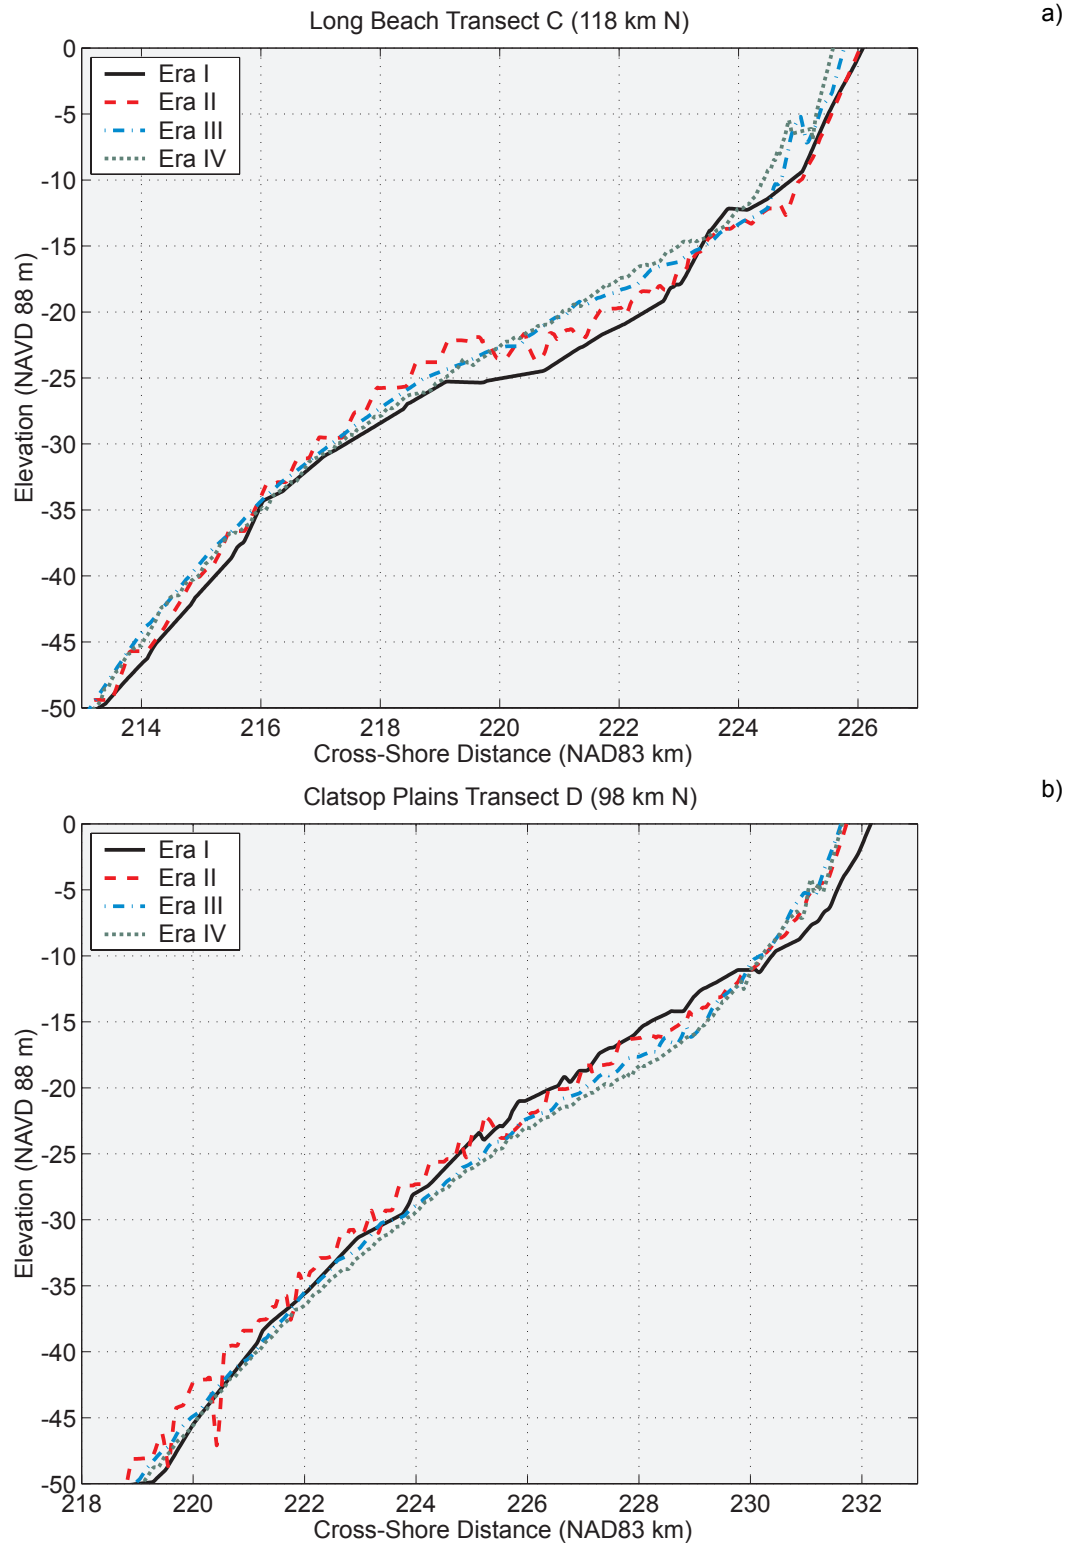 Long Beach Transect C (118 km N)
a)
Era I
Era II
Era III
Era IV
0
-5
-10
-15
-20
-25
-30
-35
-40
-45
-50
Elevation (NAVD 88 m)
214 216 218 220 222 224 226
Cross-Shore Distance (NAD83 km)
Clatsop Plains Transect D (98 km N)
b)
Era I
Era II
Era III
Era IV
0
-5
-10
-15
-20
-25
-30
-35
-40
-45
-50
Elevation (NAVD 88 m)
218 220 222 224 226 228 230 232
Cross-Shore Distance (NAD83 km)